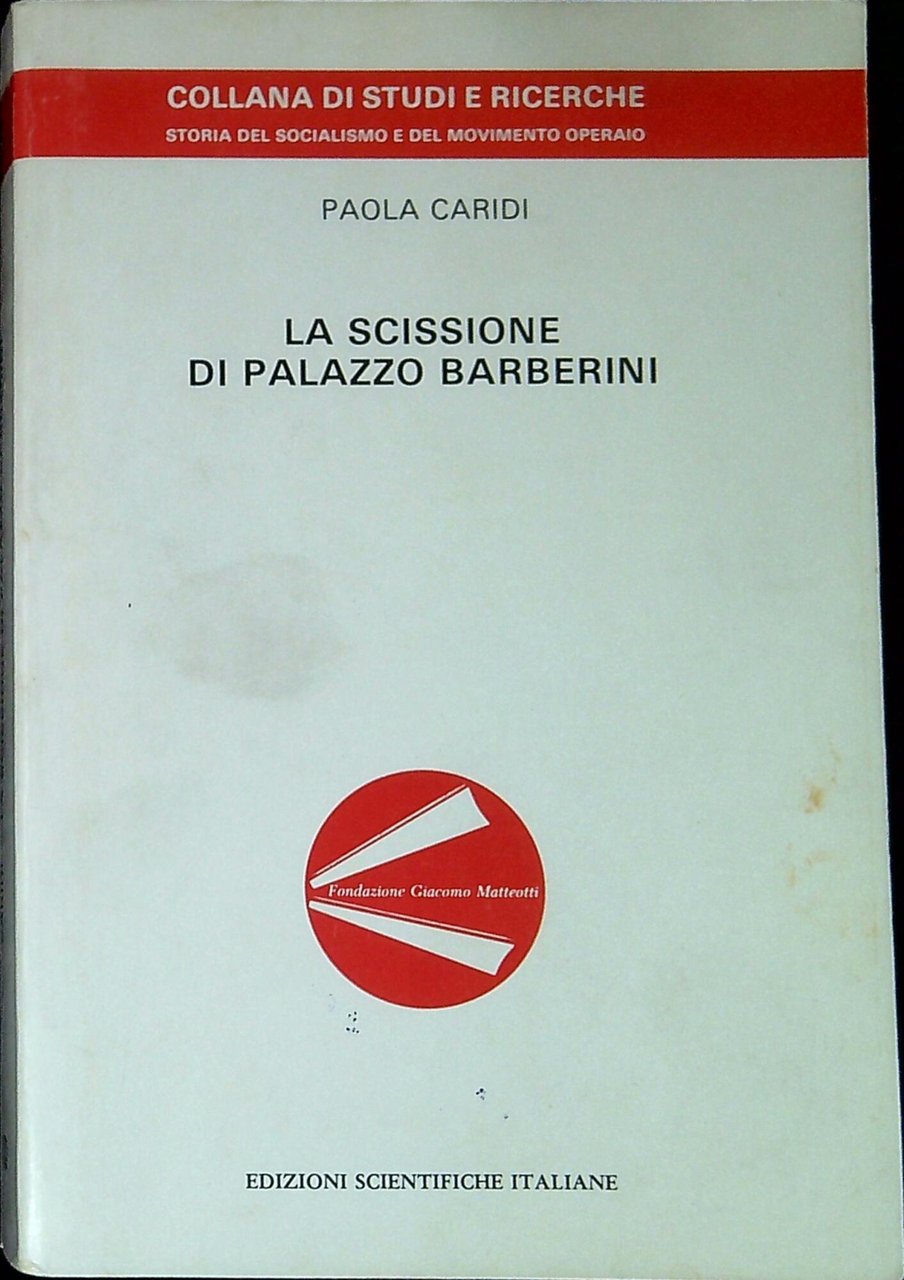 COLLANA DI STUDI E RICERCHE
STORIA DEL SOCIALISMO E DEL MOVIMENTO OPERAIO
PAOLA CARIDI
LA SCISSIONE
DI PALAZZO BARBERINI
Fondazione Giacomo Matteotti
EDIZIONI SCIENTIFICHE ITALIANE